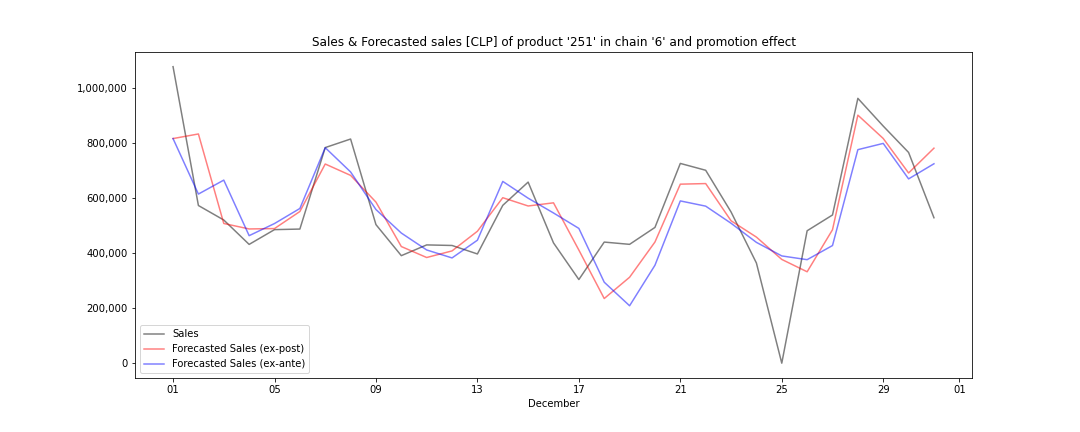 Sales & Forecasted sales [CLP] of product '251' in chain '6' and promotion effect
1,000,000
800,000
600,000
400,000
200,000
0
Sales
Forecasted Sales (ex-post)
Forecasted Sales (ex-ante)
01 05 09 13 17 21 25 29 01
December